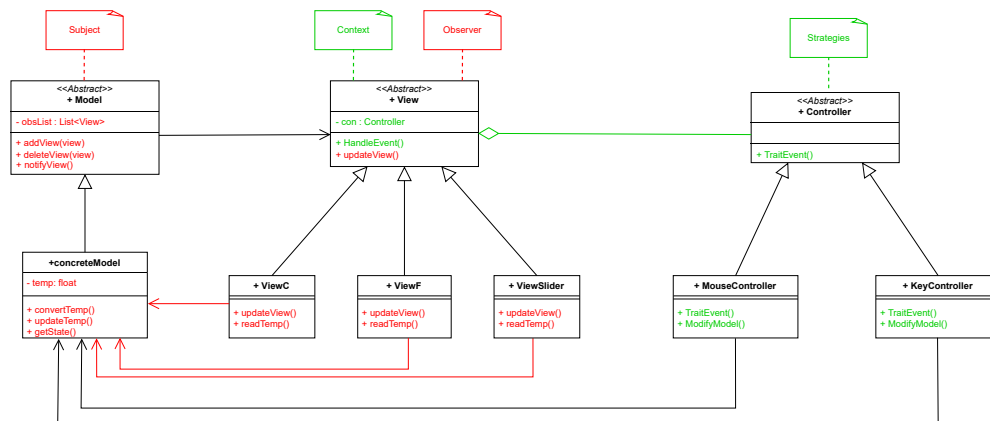 Subject
Context
Observer
Strategies
<<Abstract>>
+ Model
- obsList : List<View>
+ addView(view)
+ deleteView(view)
+ notifyView()
<<Abstract>>
+ View
- con : Controller
+ HandleEvent()
+ updateView()
<<Abstract>>
+ Controller
+ TraitEvent()
+concreteModel
- temp: float
+ convertTemp()
+ updateTemp()
+ getState()
+ ViewC
+ updateView()
+ readTemp()
+ ViewF
+ updateView()
+ readTemp()
+ ViewSlider
+ updateView()
+ readTemp()
+ MouseController
+ TraitEvent()
+ ModifyModel()
+ KeyController
+ TraitEvent()
+ ModifyModel()